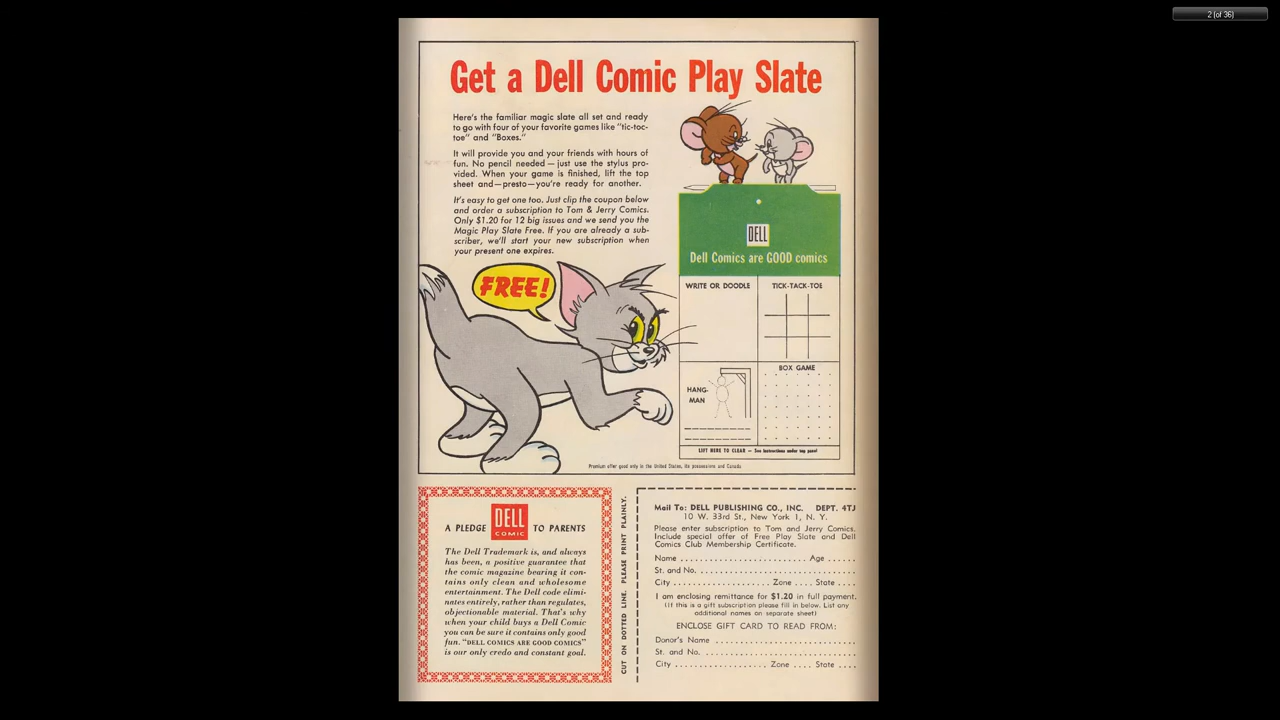 2 (of 36)
Get a Dell Comic Play Slate
Here's the familiar magic slate all set and ready
to go with four of your favorite games like "tic-toc-
toe" and "Boxes."
It will provide you and your friends with hours of
fun. No pencil needed — just use the stylus pro-
vided. When your game is finished, lift the top
sheet and—presto—you're ready for another.
It's easy to get one too. Just clip the coupon below
and order a subscription to Tom & Jerry Comics.
Only $1.20 for 12 big issues and we send you the
Magic Play Slate Free. If you are already a sub-
scriber, we'll start your new subscription when
your present one expires.
FREE!
DELL
Dell Comics are GOOD comics
WRITE OR DOODLE
TICK-TACK-TOE
HANG-
MAN
BOX GAME
LIFT HERE TO CLEAR — See instructions under top panel
Premium offer good only in the United States, its possessions and Canada
A PLEDGE DELL COMIC TO PARENTS
The Dell Trademark is, and always
has been, a positive guarantee that
the comic magazine bearing it con-
tains only clean and wholesome
entertainment. The Dell code elimi-
nates entirely, rather than regulates,
objectionable material. That's why
when your child buys a Dell Comic
you can be sure it contains only good
fun. "DELL COMICS ARE GOOD COMICS"
is our only credo and constant goal.
CUT ON DOTTED LINE. PLEASE PRINT PLAINLY.
Mail To: DELL PUBLISHING CO., INC. DEPT. 4TJ
10 W. 33rd St., New York 1, N. Y.
Please enter subscription to Tom and Jerry Comics.
Include special offer of Free Play Slate and Dell
Comics Club Membership Certificate.
Name . . . . . . . . . . . . . . . . . . . . . . . . Age . . . . .
St. and No. . . . . . . . . . . . . . . . . . . . . . . . . . . . .
City . . . . . . . . . . . . . . . . . . Zone . . . . State . . . . .
I am enclosing remittance for $1.20 in full payment.
(If this is a gift subscription please fill in below. List any
additional names on separate sheet)
ENCLOSE GIFT CARD TO READ FROM:
Donor's Name . . . . . . . . . . . . . . . . . . . . . . . . . . .
St. and No. . . . . . . . . . . . . . . . . . . . . . . . . . . . .
City . . . . . . . . . . . . . . . . . . Zone . . . . State . . . . .